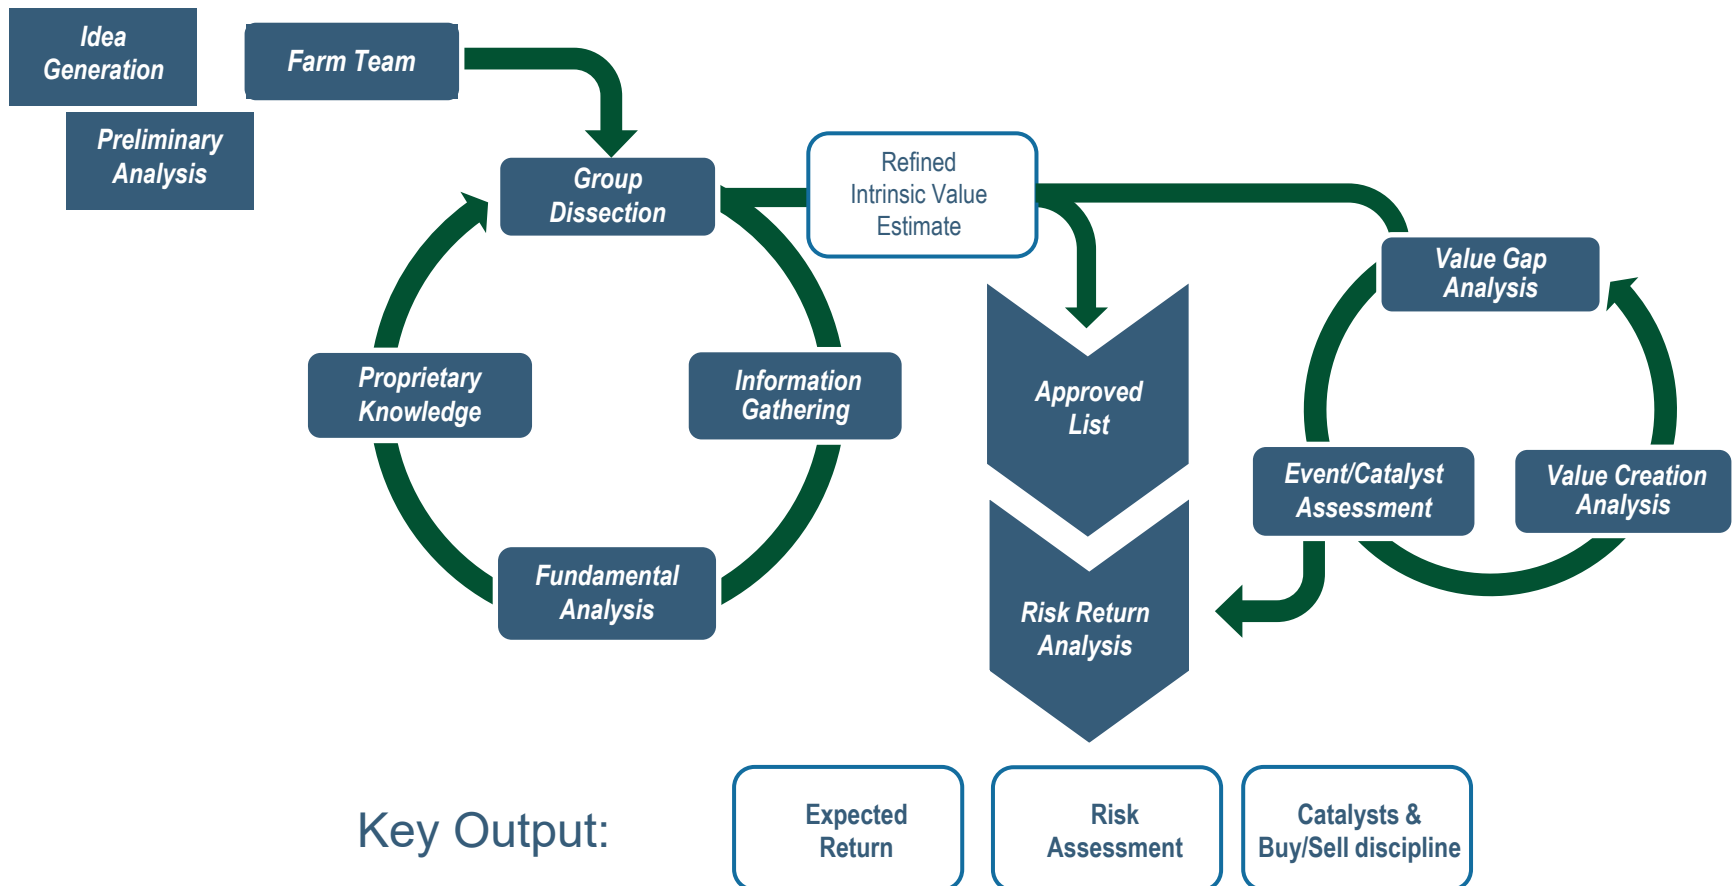 Idea
Generation
Farm Team
Preliminary
Analysis
Group
Dissection
Refined
Intrinsic Value
Estimate
Value Gap
Analysis
Proprietary
Knowledge
Information
Gathering
Approved
List
Event/Catalyst
Assessment
Value Creation
Analysis
Fundamental
Analysis
Risk Return
Analysis
Key Output:
Expected
Return
Risk
Assessment
Catalysts &
Buy/Sell discipline